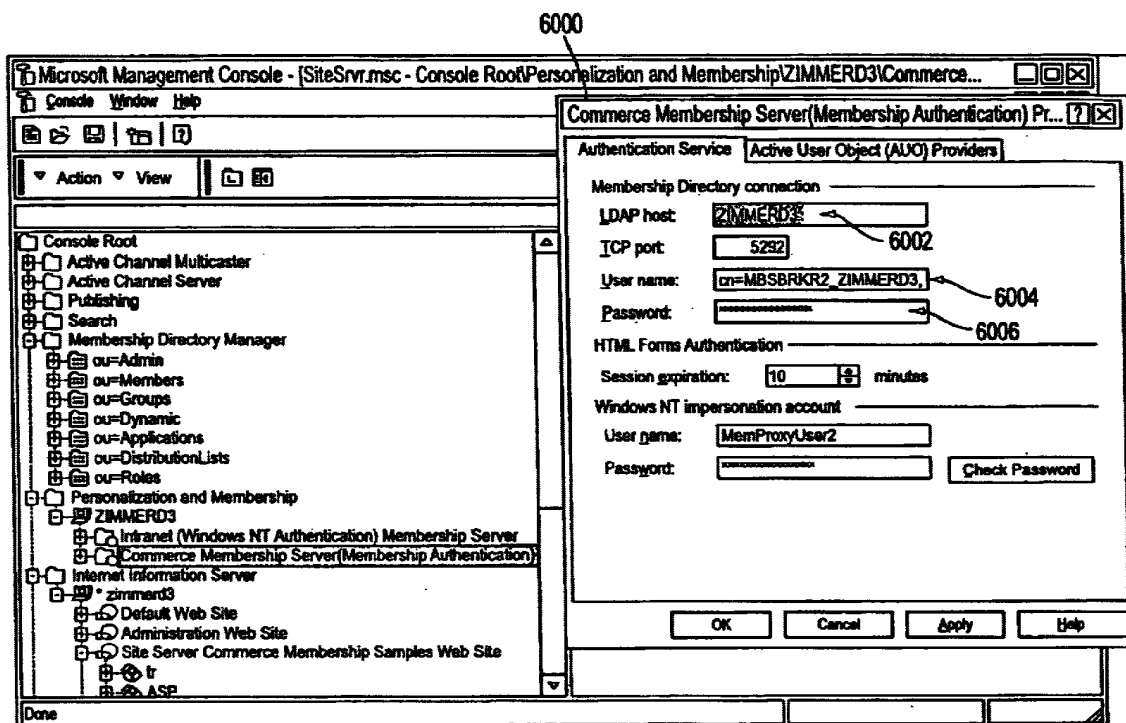 6000
Microsoft Management Console - [SiteSrvr.msc - Console Root\Personalization and Membership\ZIMMERD3\Commerce...
Console Window Help
Action View
Console Root
Active Channel Multicaster
Active Channel Server
Publishing
Search
Membership Directory Manager
ou=Admin
ou=Members
ou=Groups
ou=Dynamic
ou=Applications
ou=DistributionLists
ou=Roles
Personalization and Membership
ZIMMERD3
Intranet (Windows NT Authentication) Membership Server
Commerce Membership Server(Membership Authentication)
Internet Information Server
* zimmerd3
Default Web Site
Administration Web Site
Site Server Commerce Membership Samples Web Site
tr
ASP
Done
Commerce Membership Server(Membership Authentication) Pr... ?
Authentication Service Active User Object (AUO) Providers
Membership Directory connection
LDAP host: ZIMMERD3 6002
TCP port: 5292
User name: cn=MBSBRKR2_ZIMMERD3, 6004
Password: ****************** 6006
HTML Forms Authentication
Session expiration: 10 minutes
Windows NT impersonation account
User name: MemProxyUser2
Password: ****************** Check Password
OK Cancel Apply Help